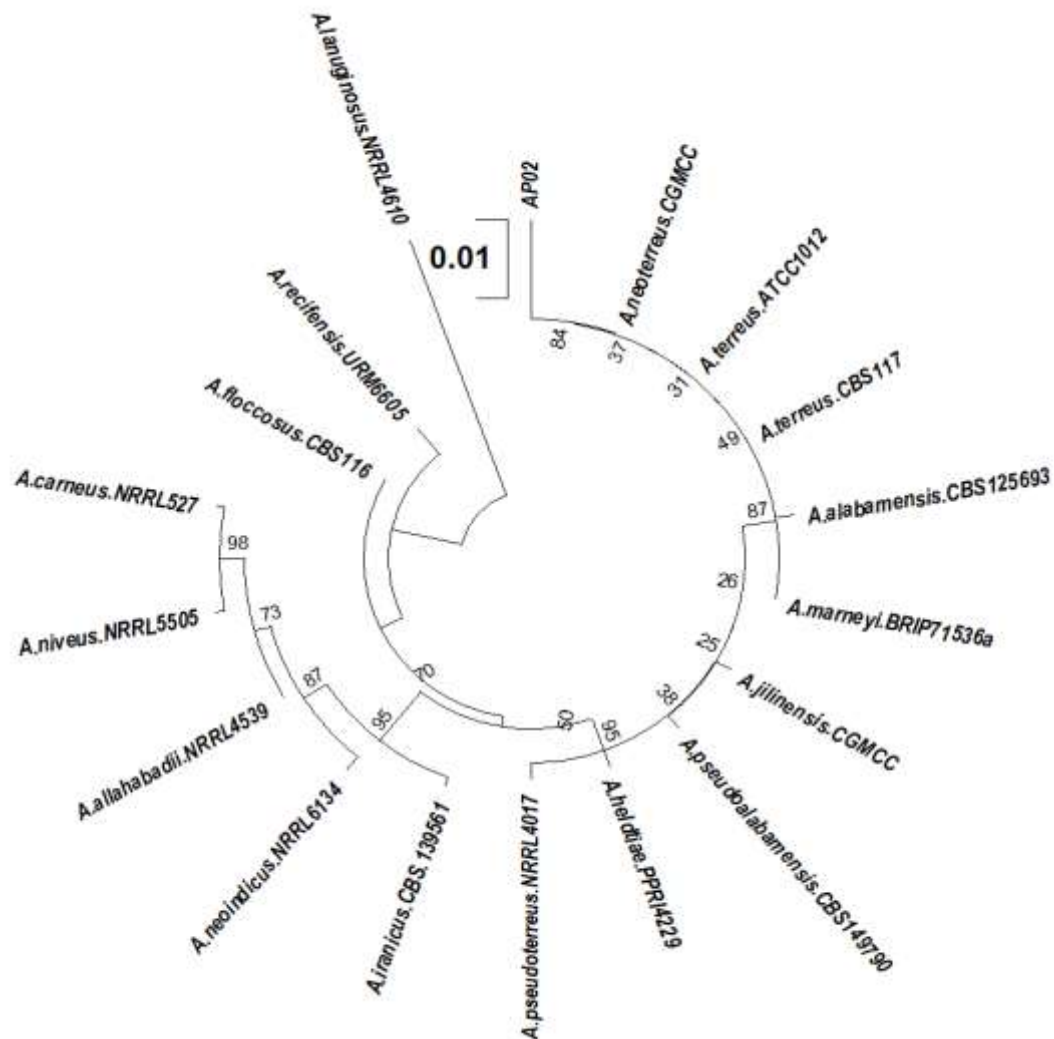 A.lanuginosus.NRRL4610
AP02
0.01
A.neoterreus.CGMCC
A.terreus.ATCC1012
A.terreus.CBS117
A.alabamensis.CBS125693
A.marneyi.BRIP71536a
A.jilinensis.CGMCC
A.pseudoalabamensis.CBS149790
A.heldtiae.PPRI4229
A.pseudoterreus.NRRL4017
A.iranicus.CBS.139561
A.neoindicus.NRRL6134
A.allahabadii.NRRL4539
A.niveus.NRRL5505
A.carneus.NRRL527
A.floccosus.CBS116
A.recifensis.URM6605
84
37
31
49
87
26
25
38
95
50
70
95
87
73
98